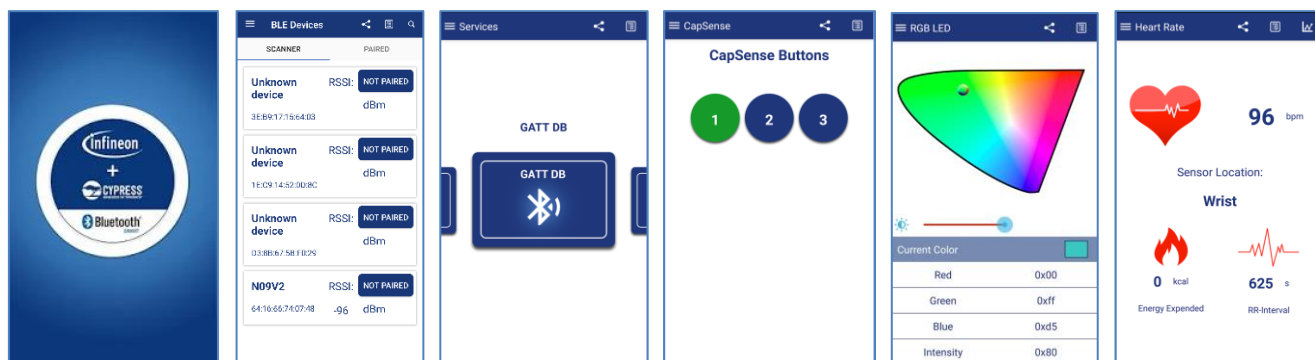 Infineon
+
CYPRESS
Bluetooth
BLE Devices
SCANNER PAIRED
Unknown device RSSI: NOT PAIRED
dBm
3E:B9:17:15:64:03
Unknown device RSSI: NOT PAIRED
dBm
1E:C9:14:52:0D:8C
Unknown device RSSI: NOT PAIRED
dBm
D3:8B:67:58:F0:29
N09V2 RSSI: NOT PAIRED
64:16:66:74:07:48 -96 dBm
Services
GATT DB
GATT DB
CapSense
CapSense Buttons
1 2 3
RGB LED
Current Color
Red 0x00
Green 0xff
Blue 0xd5
Intensity 0x80
Heart Rate
96 bpm
Sensor Location:
Wrist
0 kcal
Energy Expended
625 s
RR-Interval